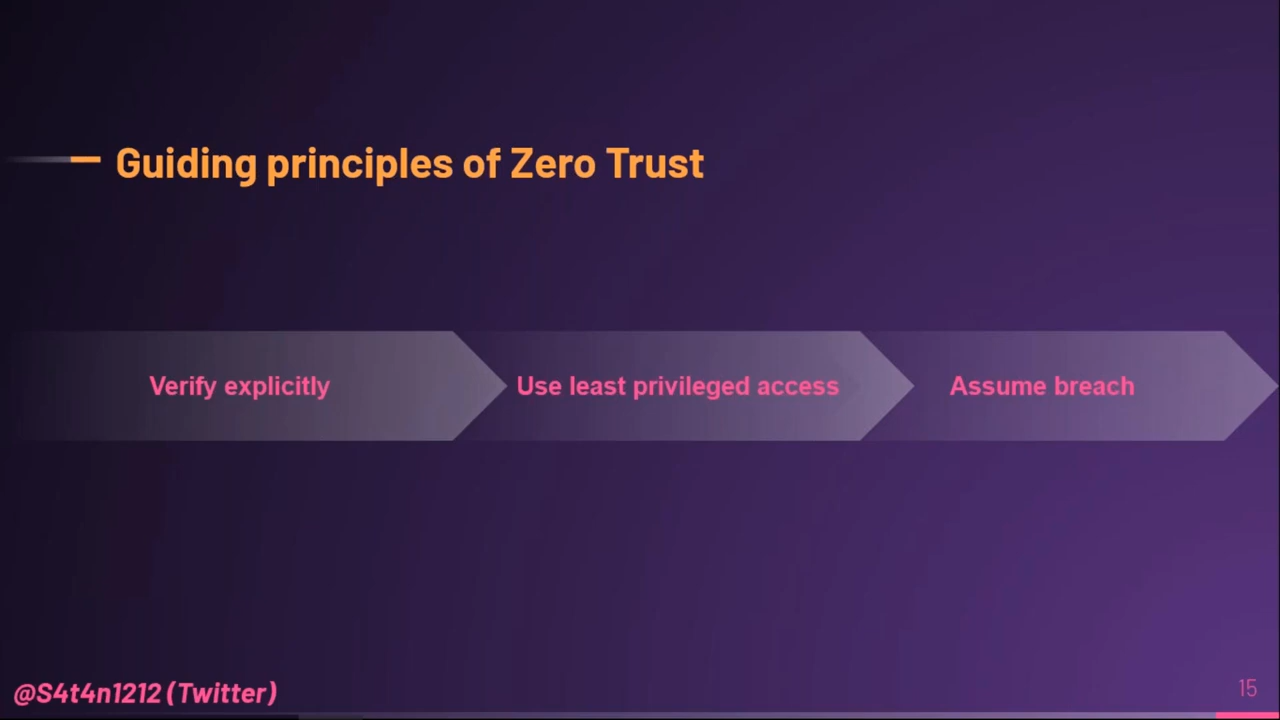 Guiding principles of Zero Trust
Verify explicitly
Use least privileged access
Assume breach
@S4t4n1212 (Twitter)
15